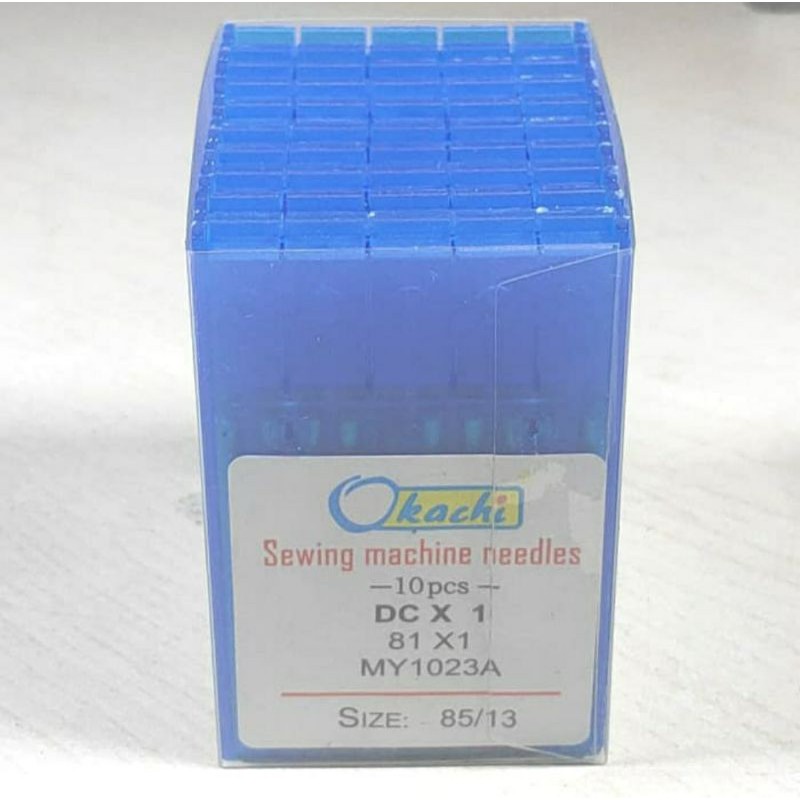 Okachi
Sewing machine needles
-10pcs-
DC X 1
81 X1
MY1023A
SIZE: 85/13